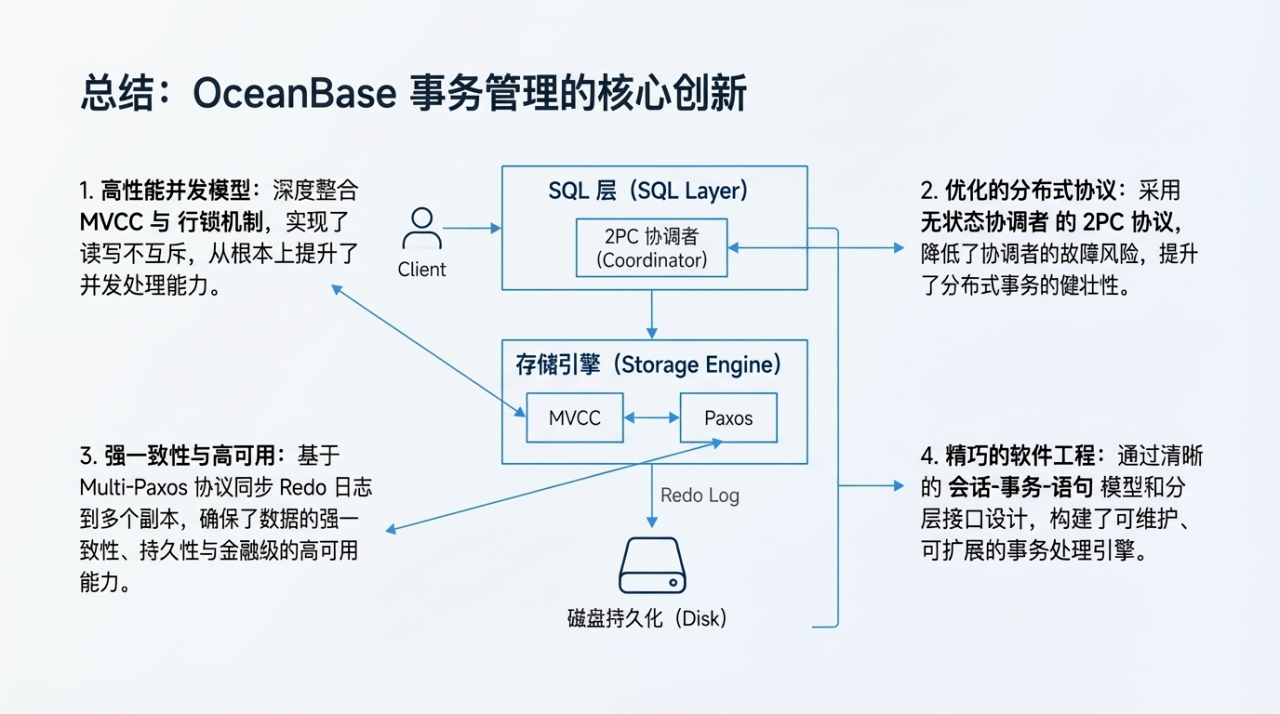 总结：OceanBase 事务管理的核心创新
1. 高性能并发模型：深度整合
MVCC 与 行锁机制，实现了
读写不互斥，从根本上提升了
并发处理能力。
Client
SQL 层（SQL Layer）
2PC 协调者
(Coordinator)
2. 优化的分布式协议：采用
无状态协调者 的 2PC 协议，
降低了协调者的故障风险，提升
了分布式事务的健壮性。
存储引擎（Storage Engine）
MVCC
Paxos
Redo Log
磁盘持久化（Disk）
3. 强一致性与高可用：基于
Multi-Paxos 协议同步 Redo 日志
到多个副本，确保了数据的强一
致性、持久性与金融级的高可用
能力。
4. 精巧的软件工程：通过清晰
的 会话-事务-语句 模型和分
层接口设计，构建了可维护、
可扩展的事务处理引擎。